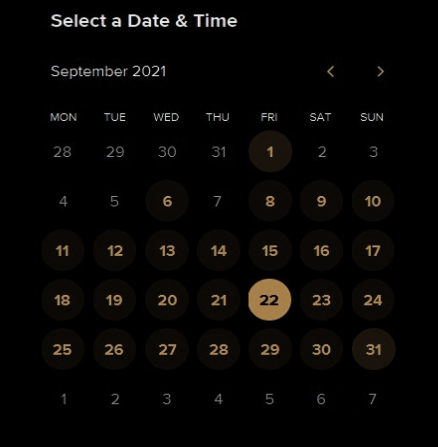 Select a Date & Time
September 2021
MON TUE WED THU FRI SAT SUN
28 29 30 31 1 2 3
4 5 6 7 8 9 10
11 12 13 14 15 16 17
18 19 20 21 22 23 24
25 26 27 28 29 30 31
1 2 3 4 5 6 7